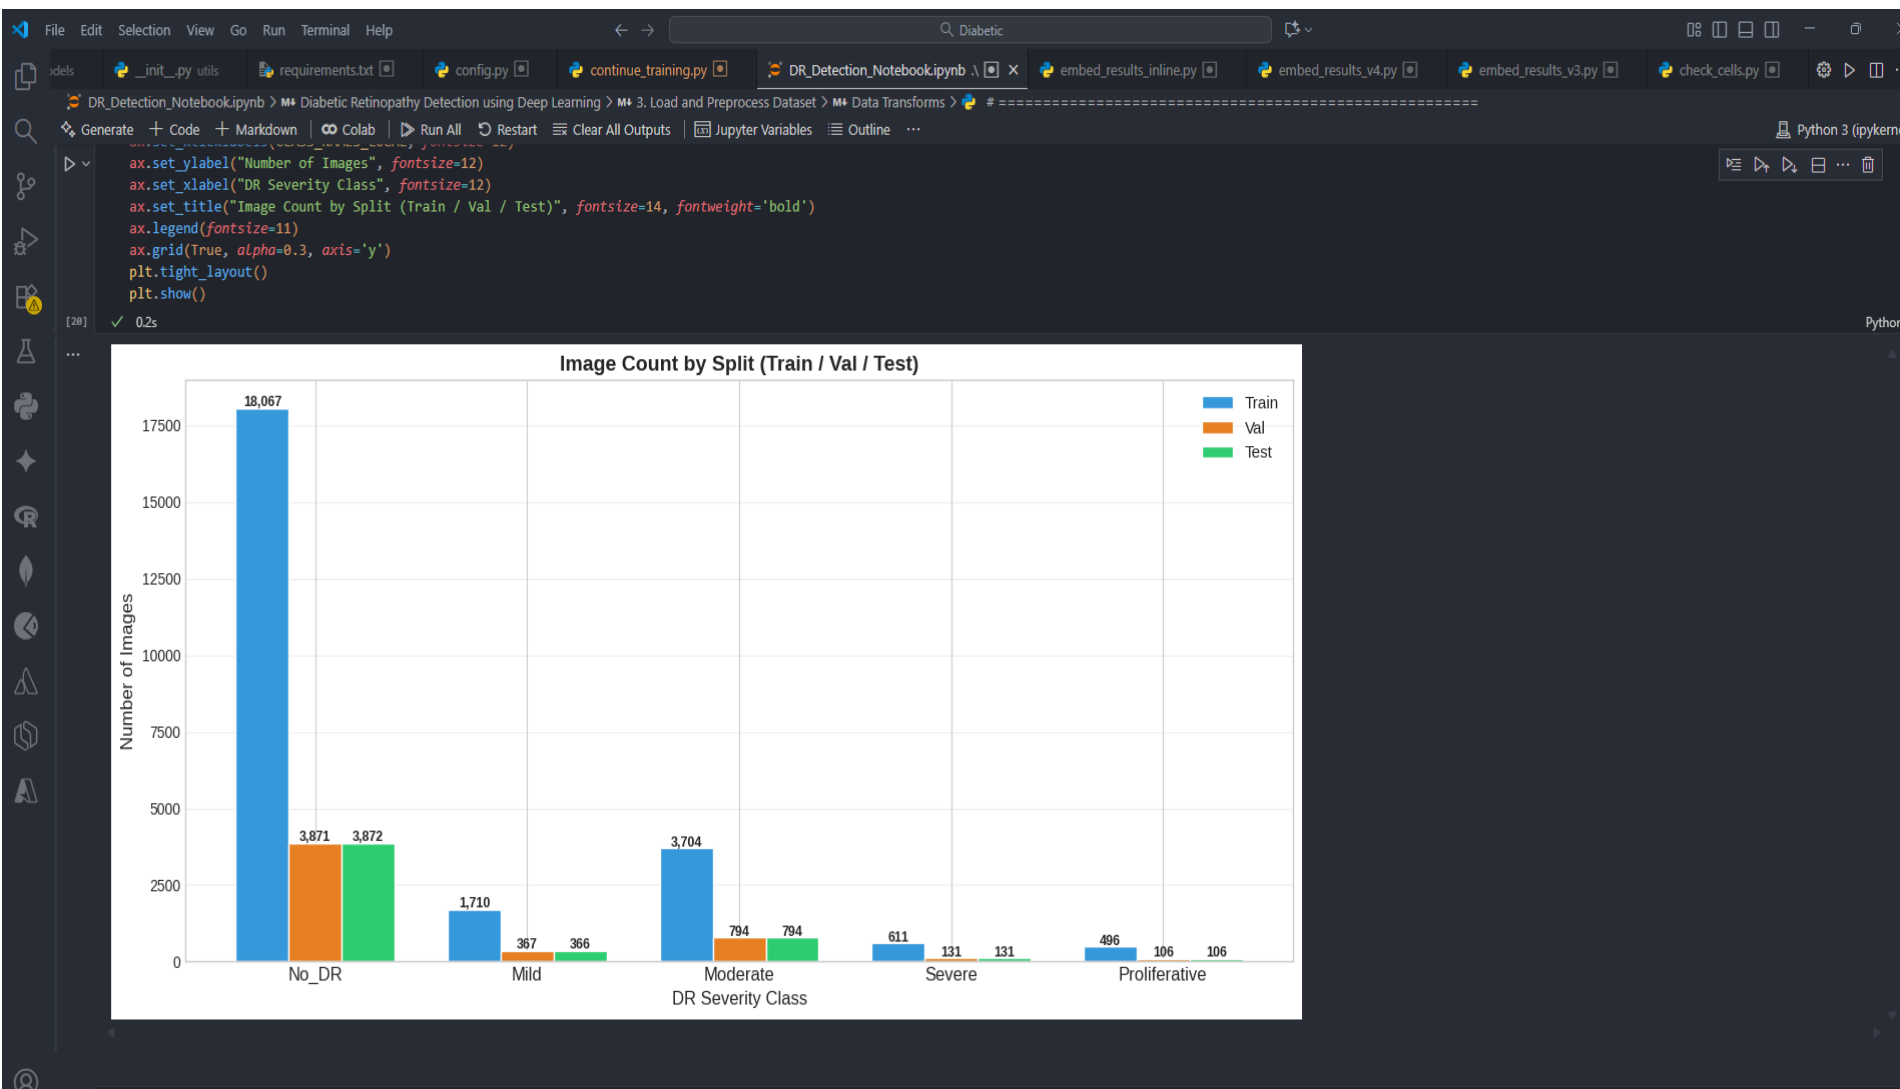 File Edit Selection View Go Run Terminal Help
Diabetic
__init__.py utils
requirements.txt
config.py
continue_training.py
DR_Detection_Notebook.ipynb .\
embed_results_inline.py
embed_results_v4.py
embed_results_v3.py
check_cells.py
DR_Detection_Notebook.ipynb > M↓ Diabetic Retinopathy Detection using Deep Learning > M↓ 3. Load and Preprocess Dataset > M↓ Data Transforms > # =====================================================
Generate + Code + Markdown | Colab | Run All Restart Clear All Outputs | Jupyter Variables Outline ...
Python 3 (ipykern
ax.set_ylabel("Number of Images", fontsize=12)
ax.set_xlabel("DR Severity Class", fontsize=12)
ax.set_title("Image Count by Split (Train / Val / Test)", fontsize=14, fontweight='bold')
ax.legend(fontsize=11)
ax.grid(True, alpha=0.3, axis='y')
plt.tight_layout()
plt.show()
[20] ✓ 0.2s
Python
Image Count by Split (Train / Val / Test)
Train
Val
Test
Number of Images
17500
15000
12500
10000
7500
5000
2500
0
18,067
3,871 3,872
1,710
367 366
3,704
794 794
611
131 131
496
106 106
No_DR Mild Moderate Severe Proliferative
DR Severity Class